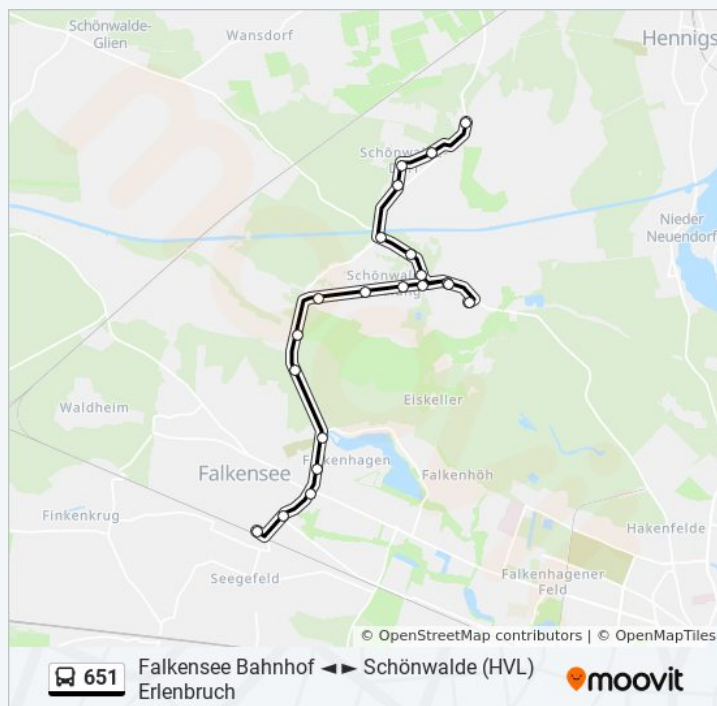 Schönwalde-
Glien
Wansdorf
Hennigs
Schönwalde
Dorf
Nieder
Neuendorf
Eiskeller
Waldheim
Falkensee
Falkenhagen
Falkenhöh
Finkenkrug
Hakenfelde
Seegefeld
Falkenhagener
Feld
© OpenStreetMap contributors | © OpenMapTiles
651
Falkensee Bahnhof ◄ ► Schönwalde (HVL)
Erlenbruch
moovit